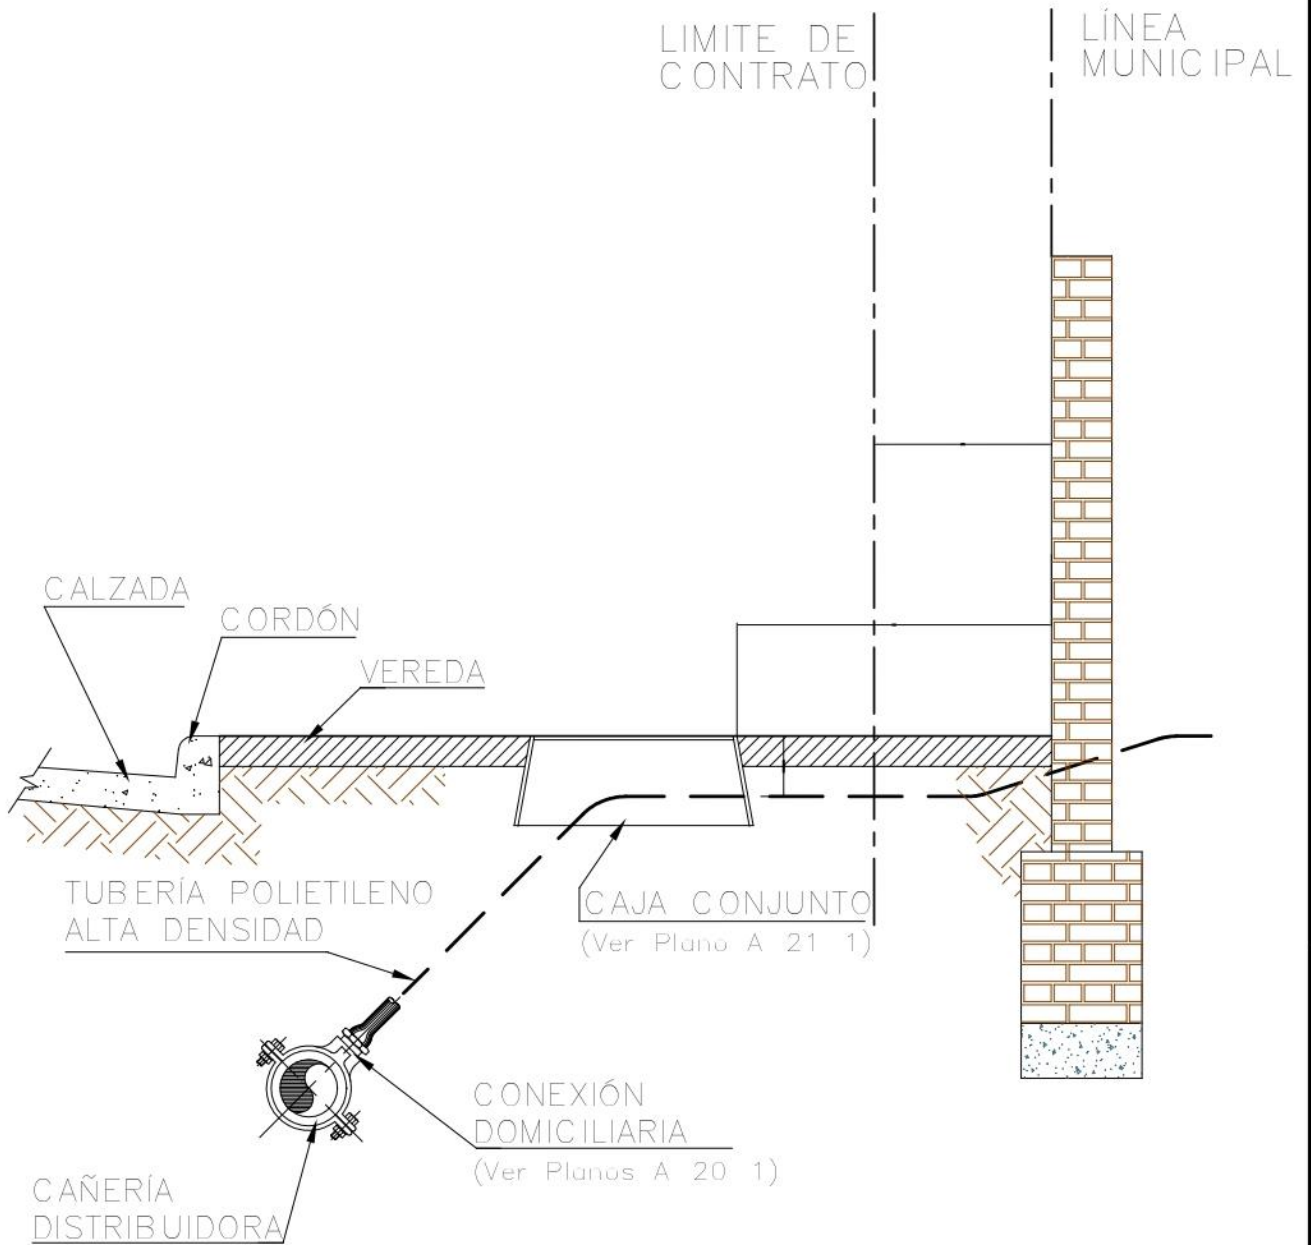 LIMITE DE
CONTRATO
LÍNEA
MUNICIPAL
CALZADA
CORDÓN
VEREDA
TUBERÍA POLIETILENO
ALTA DENSIDAD
CAJA CONJUNTO
(Ver Plano A 21 1)
CONEXIÓN
DOMICILIARIA
(Ver Planos A 20 1)
CAÑERÍA
DISTRIBUIDORA